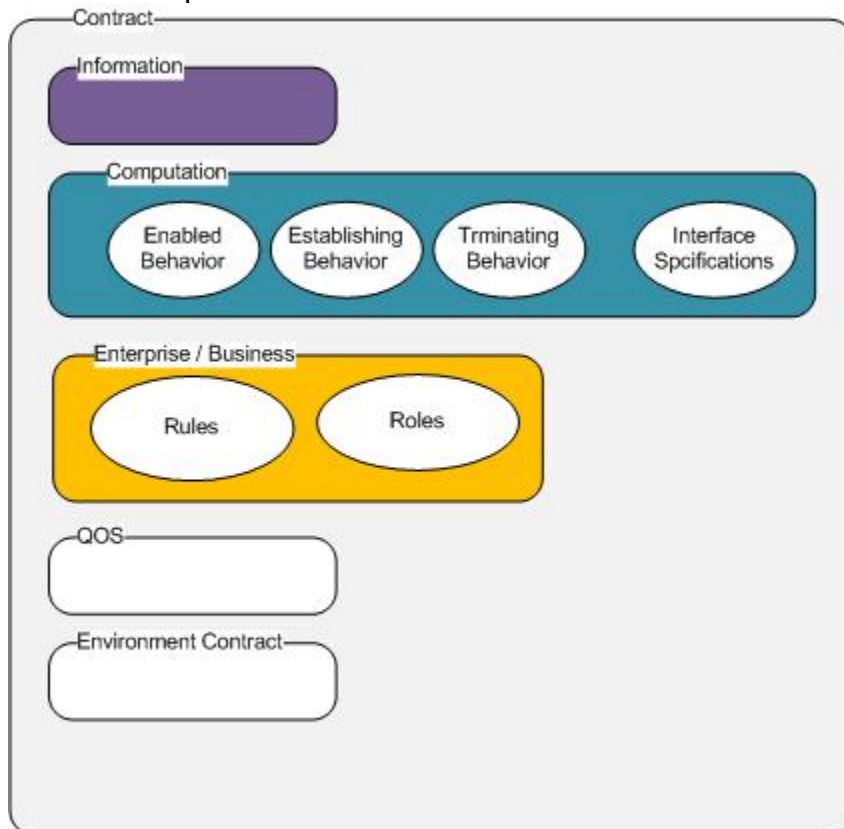 Contract
Information
Computation
Enabled
Behavior
Establishing
Behavior
Trminating
Behavior
Interface
Spcifications
Enterprise / Business
Rules
Roles
QOS
Environment Contract